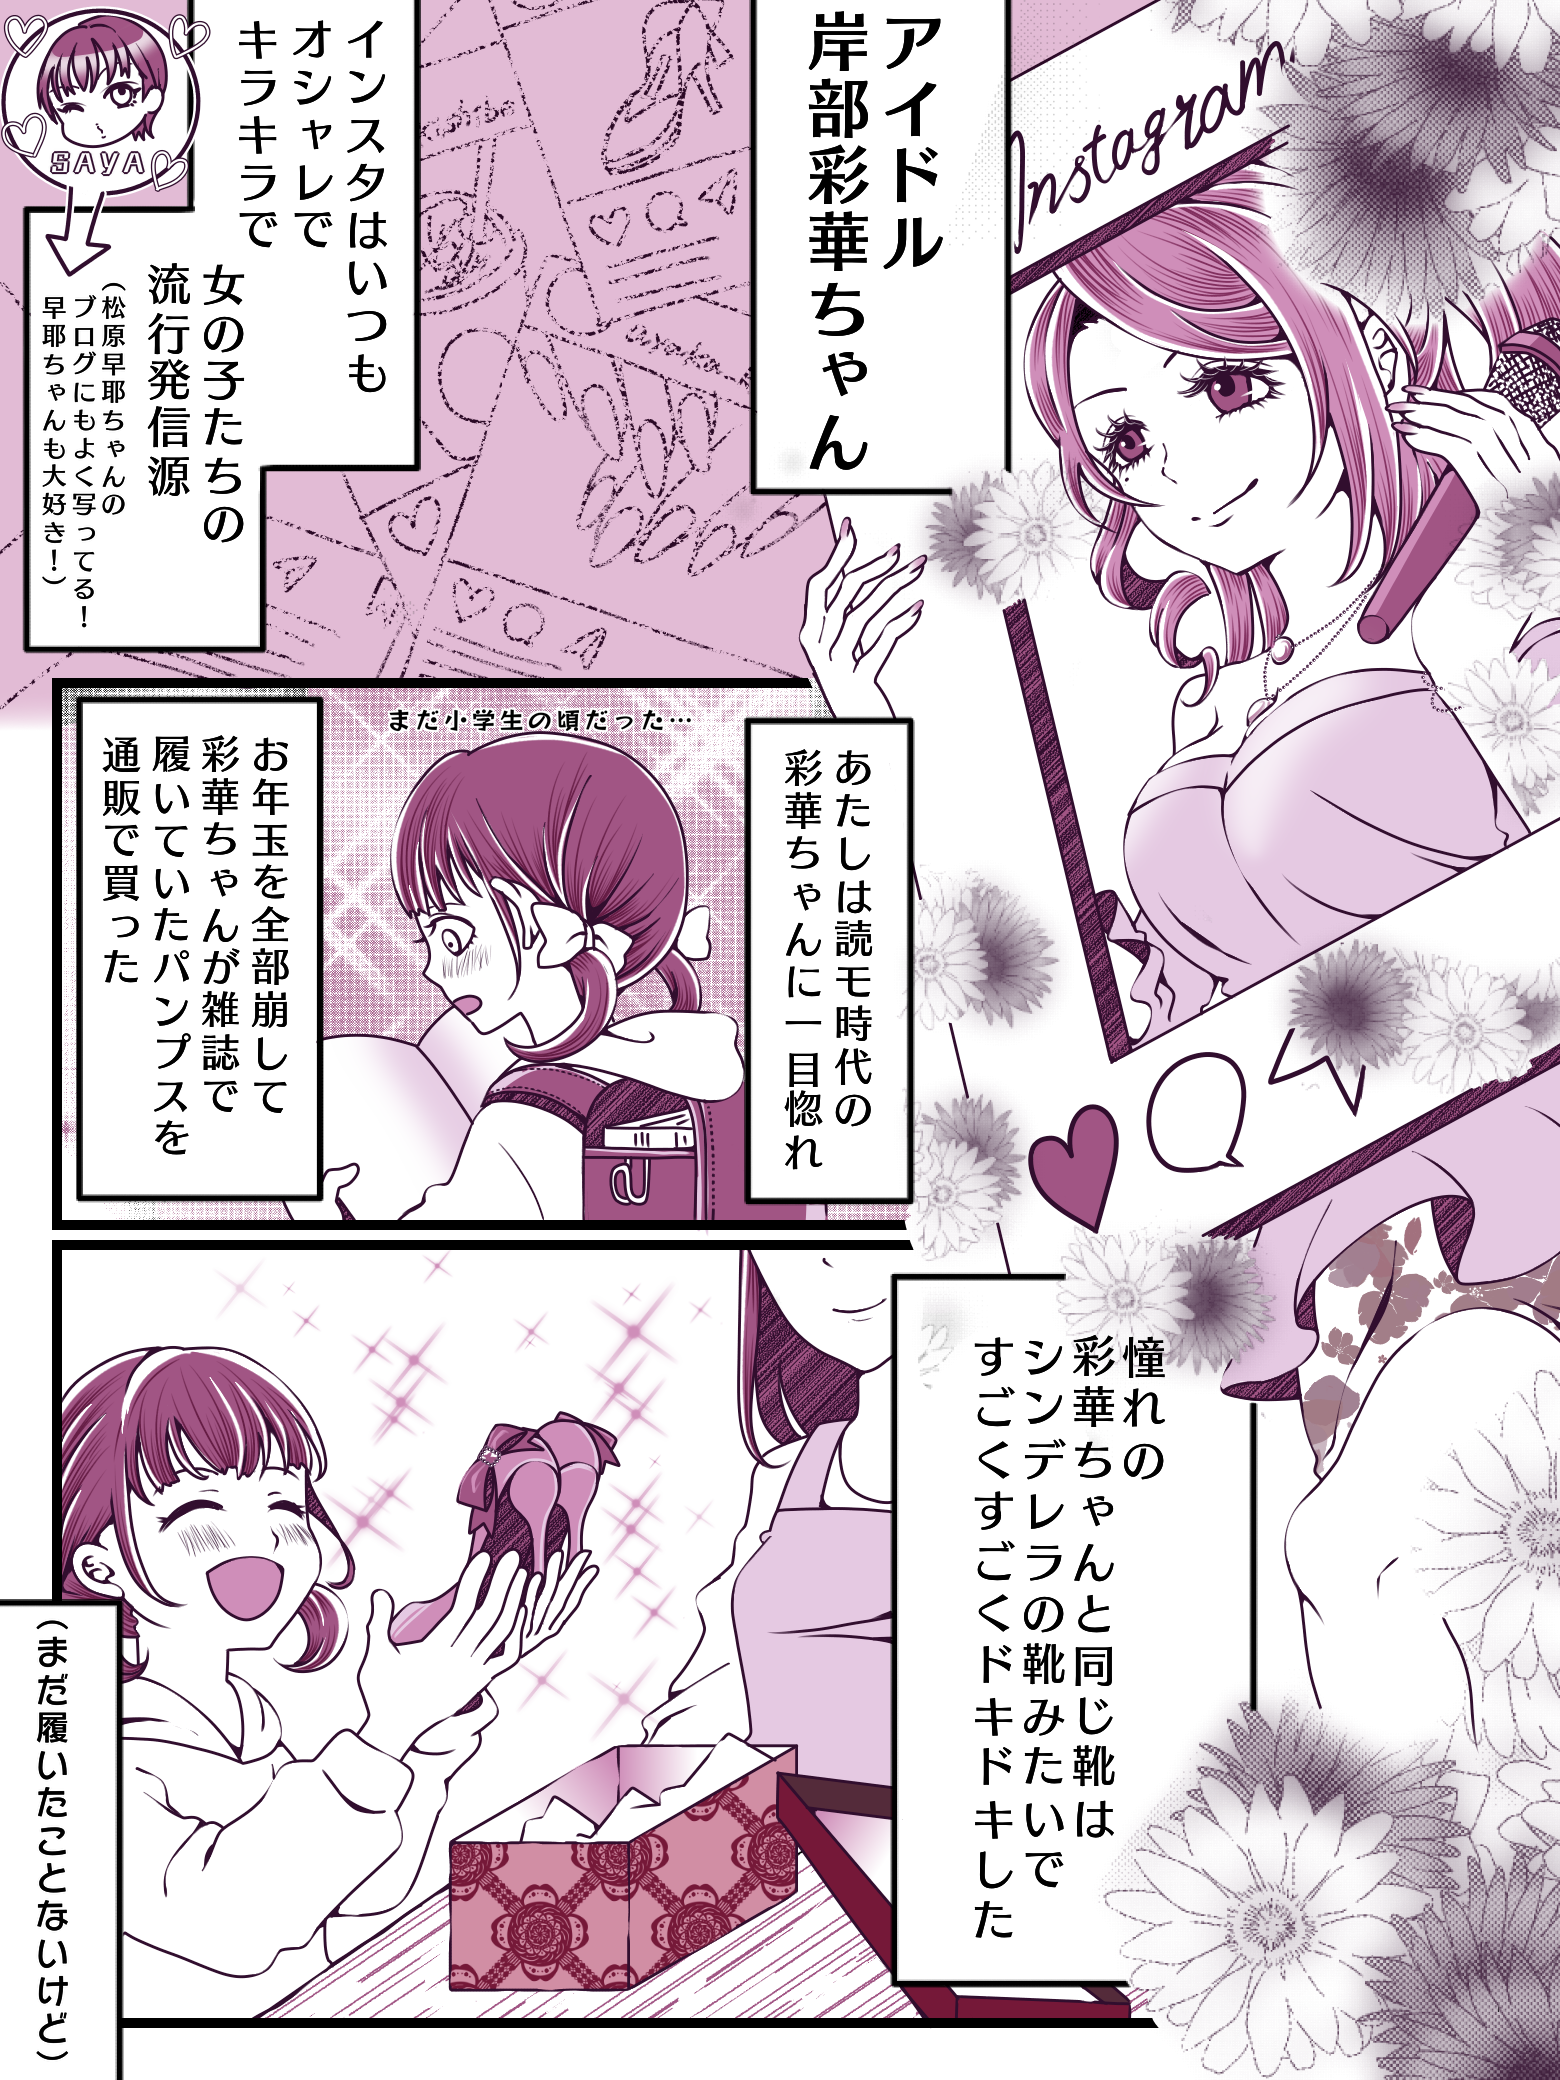 Instagram
アイドル
岸部彩華ちゃん
インスタはいつも
オシャレで
キラキラで
女の子たちの
流行発信源
SAYA
（松原早耶ちゃんの
ブログにもよく写ってる！
早耶ちゃんも大好き！）
あたしは読モ時代の
彩華ちゃんに一目惚れ
まだ小学生の頃だった…
お年玉を全部崩して
彩華ちゃんが雑誌で
履いていたパンプスを
通販で買った
憧れの
彩華ちゃんと同じ靴は
シンデレラの靴みたいで
すごくすごくドキドキした
（まだ履いたことないけど）